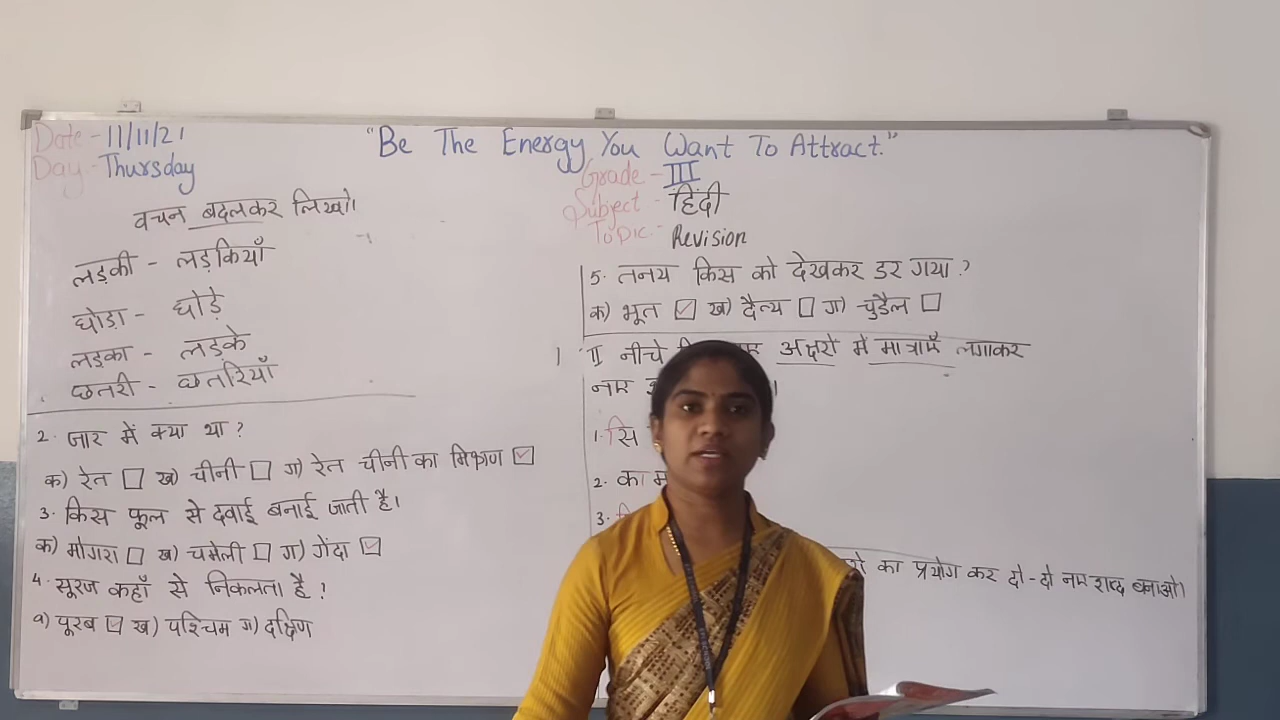 Date:- 11/11/21
Day:- Thursday
"Be The Energy You Want To Attract."
Grade - III
Subject - हिंदी
Topic:- Revision
वचन बदलकर लिखो।
लड़की - लड़कियाँ
घोडा - घोड़े
लड़का - लड़के
छतरी - छतरियाँ
2. जार में क्या था ?
क) रेत ख) चीनी ग) रेत चीनी का
3. किस फूल से दवाई बनाई जाती है।
क) मोगरा ख) चमेली ग) गेंदा
4. सूरज कहाँ से निकलता है ?
पूरब ख) पश्चिम ग) दक्षिण
5. तनय किस को देखकर डर गया ?
क) भूत ख) दैत्य ग) चुडैल
II नीचे अक्षरो मे मात्राएँ लगाकर
नाम
1. सि
2. का म
3.
का प्रयोग कर दो-दो नाम शब्द बनाओ।